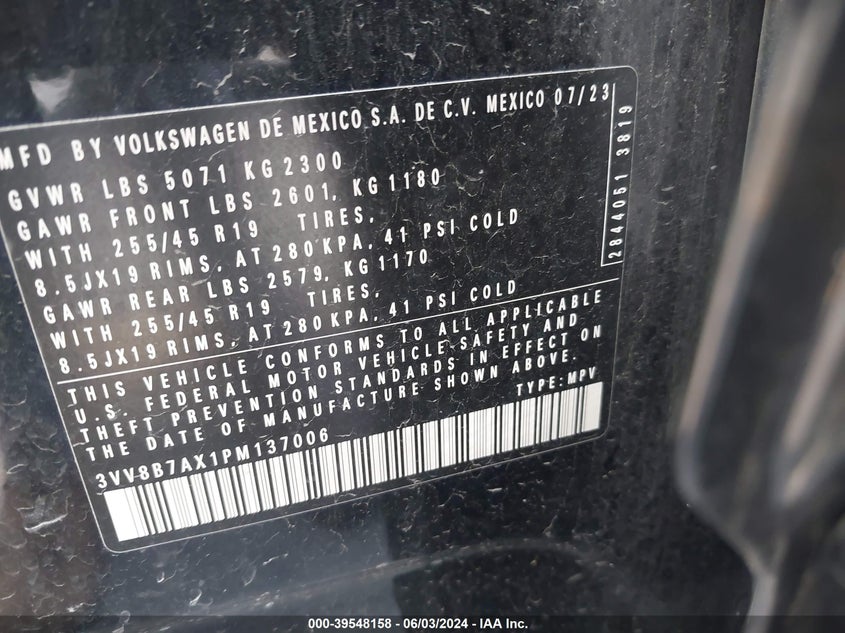 MFD BY VOLKSWAGEN DE MEXICO S.A. DE C.V. MEXICO 07/23
GVWR LBS 5071 KG 2300
GAWR FRONT LBS 2601, KG 1180
WITH 255/45 R19 TIRES,
8.5JX19 RIMS, AT 280 KPA, 41 PSI COLD
GAWR REAR LBS 2579, KG 1170
WITH 255/45 R19 TIRES,
8.5JX19 RIMS, AT 280 KPA, 41 PSI COLD
2844051 3819
THIS VEHICLE CONFORMS TO ALL APPLICABLE
U.S. FEDERAL MOTOR VEHICLE SAFETY AND
THEFT PREVENTION STANDARDS IN EFFECT ON
THE DATE OF MANUFACTURE SHOWN ABOVE.
3VV8B7AX1PM137006 TYPE: MPV
000-39548158 - 06/03/2024 - IAA Inc.